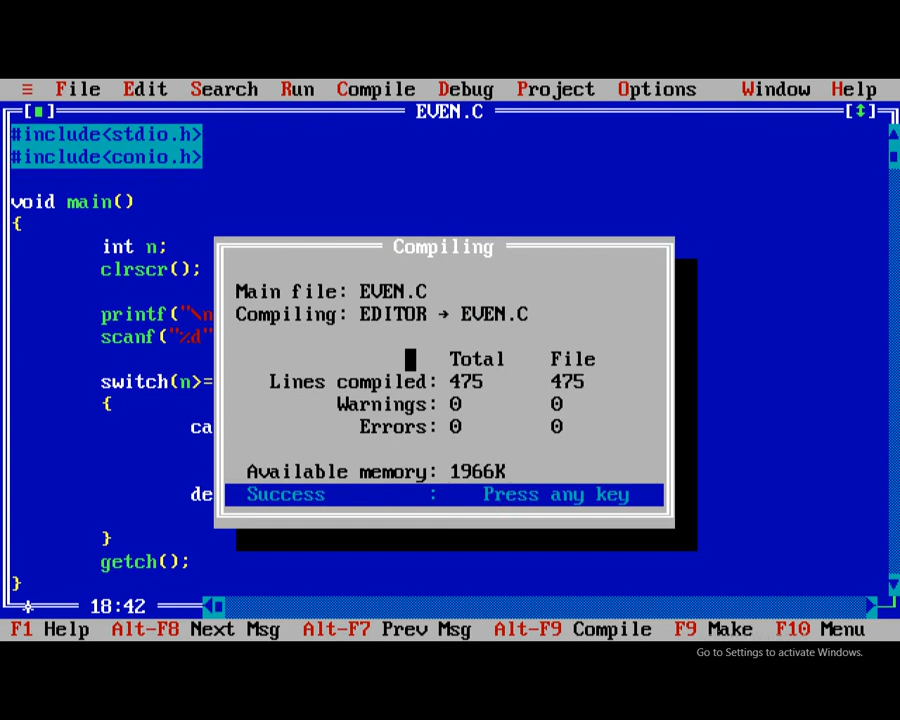 ≡ File Edit Search Run Compile Debug Project Options Window Help
[■] EVEN.C [↕]
#include<stdio.h>
#include<conio.h>
void main()
{
int n;
clrscr();
printf("\n
scanf("%d"
switch(n>=
{
ca
de
}
getch();
}
Compiling
Main file: EVEN.C
Compiling: EDITOR → EVEN.C
Total File
Lines compiled: 475 475
Warnings: 0 0
Errors: 0 0
Available memory: 1966K
Success : Press any key
18:42
F1 Help Alt-F8 Next Msg Alt-F7 Prev Msg Alt-F9 Compile F9 Make F10 Menu
Go to Settings to activate Windows.